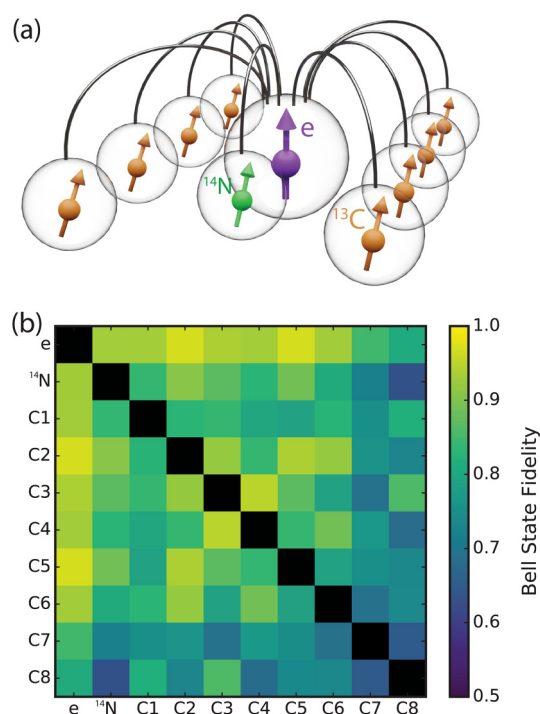 (a)
e
¹⁴N
¹³C
(b)
e
¹⁴N
C1
C2
C3
C4
C5
C6
C7
C8
e ¹⁴N C1 C2 C3 C4 C5 C6 C7 C8
1.0
0.9
0.8
0.7
0.6
0.5
Bell State Fidelity